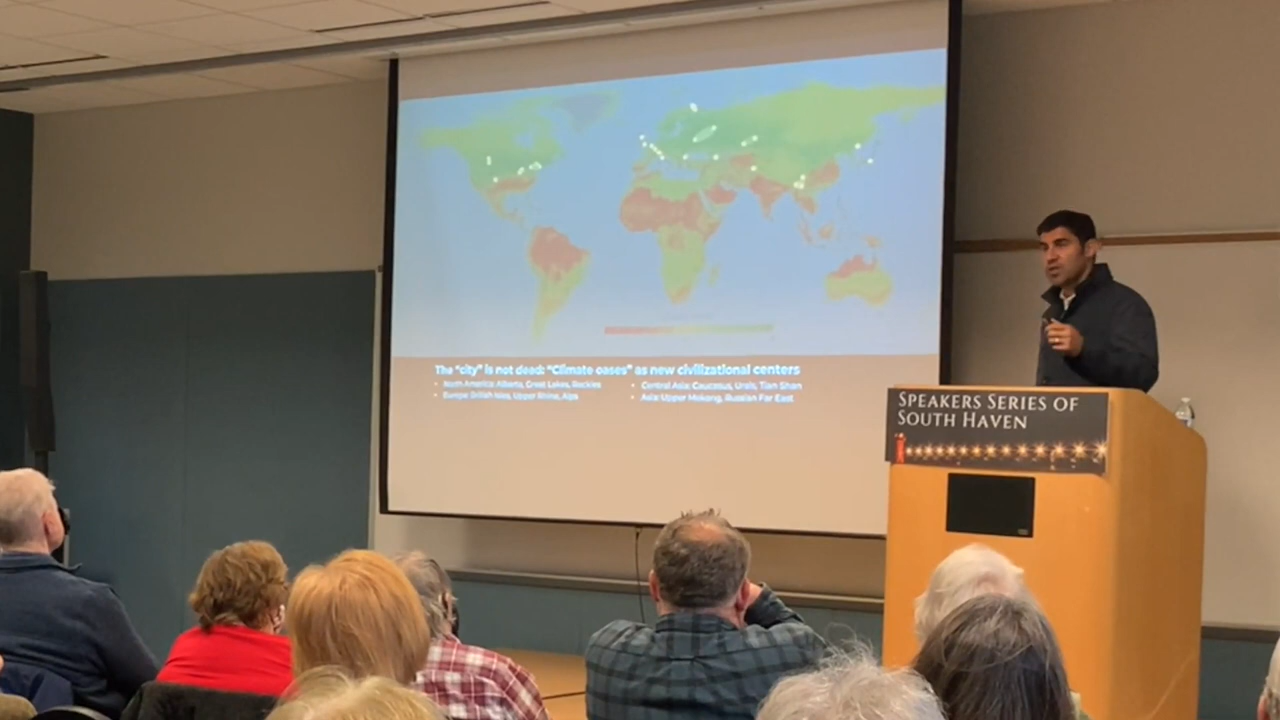 The "city" is not dead: "Climate oases" as new civilizational centers
• North America: Alberta, Great Lakes, Rockies
• Europe: British Isles, Upper Rhine, Alps
• Central Asia: Caucasus, Urals, Tian Shan
• Asia: Upper Mekong, Russian Far East
SPEAKERS SERIES OF
SOUTH HAVEN